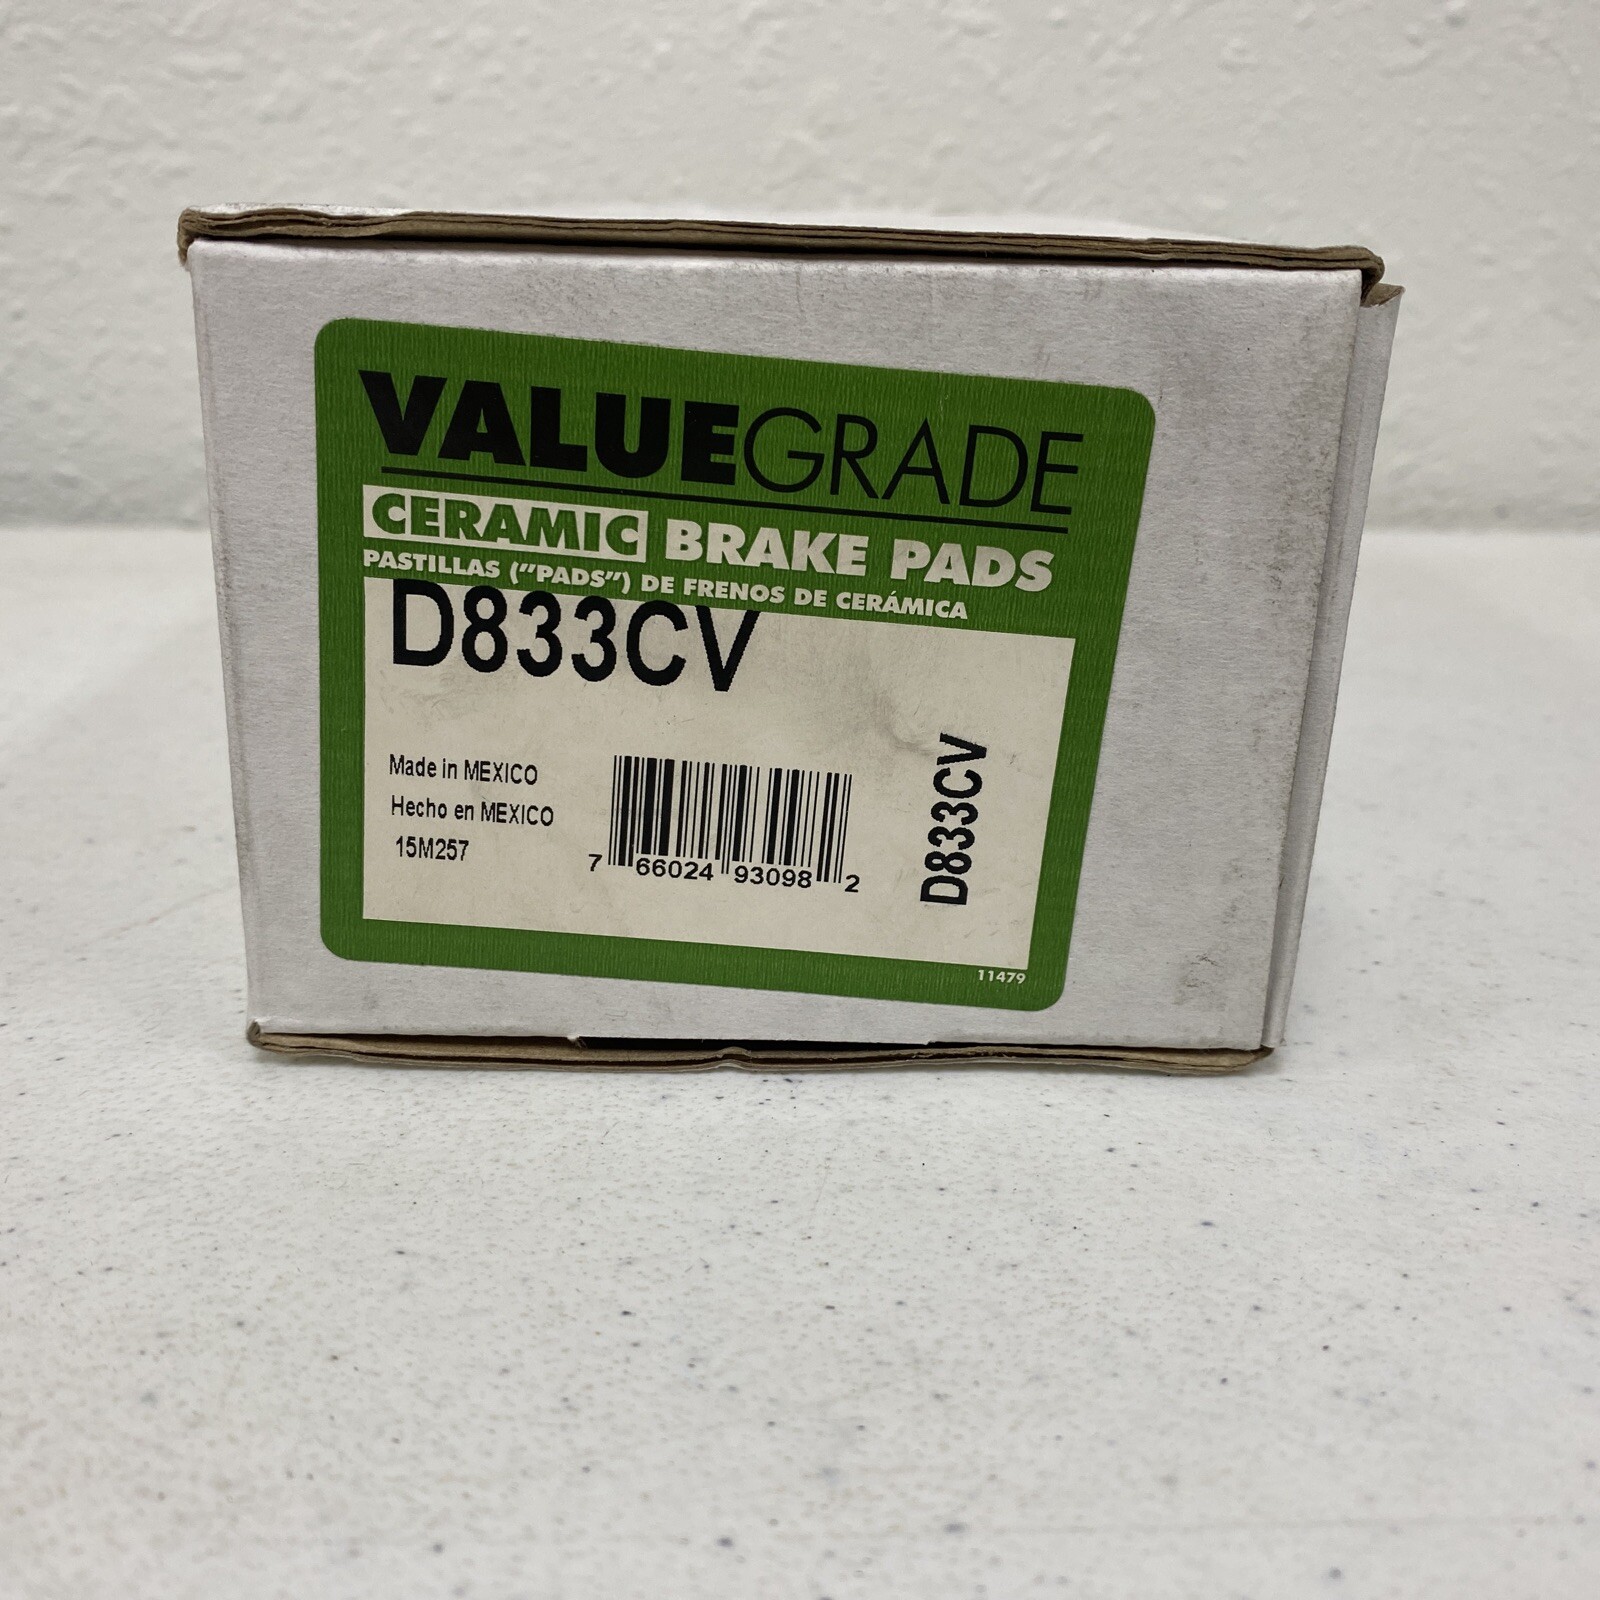 VALUEGRADE
CERAMIC BRAKE PADS
PASTILLAS ("PADS") DE FRENOS DE CERÁMICA
D833CV
Made in MEXICO
Hecho en MEXICO
15M257
7 66024 93098 2
D833CV
11479